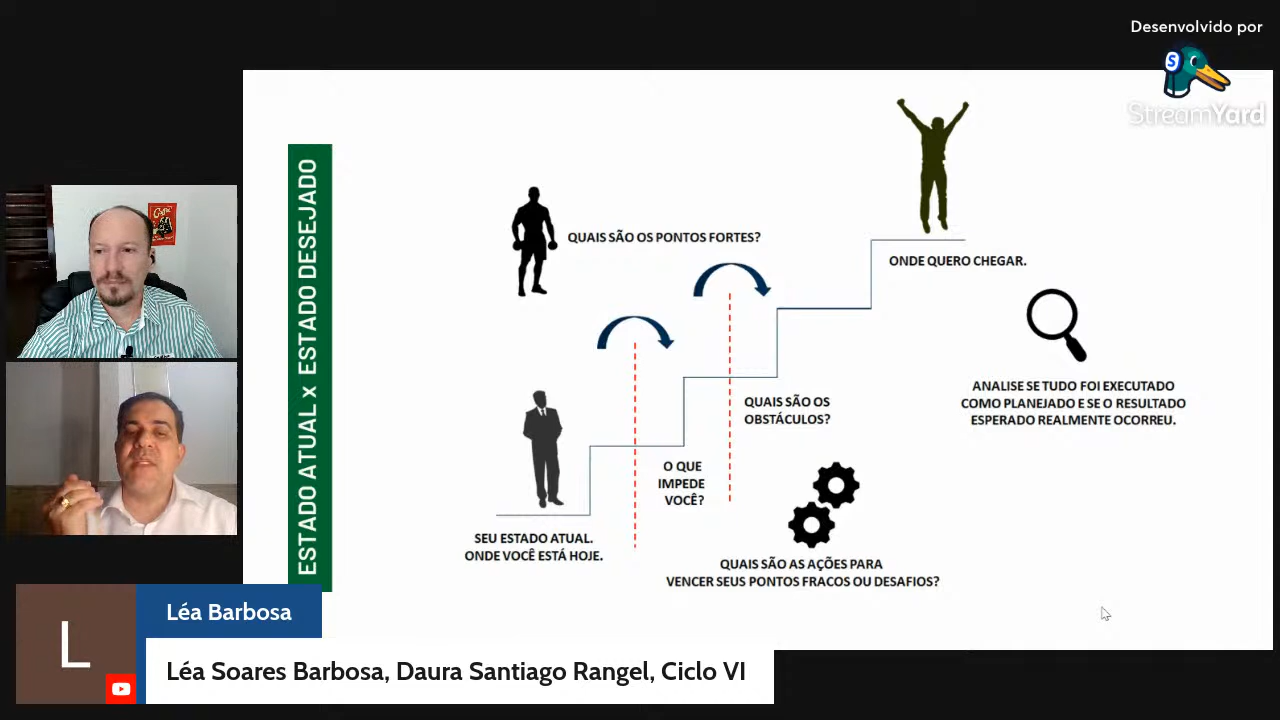 Desenvolvido por
StreamYard
ESTADO ATUAL x ESTADO DESEJADO
QUAIS SÃO OS PONTOS FORTES?
ONDE QUERO CHEGAR.
ANALISE SE TUDO FOI EXECUTADO
COMO PLANEJADO E SE O RESULTADO
ESPERADO REALMENTE OCORREU.
QUAIS SÃO OS
OBSTÁCULOS?
O QUE
IMPEDE
VOCÊ?
SEU ESTADO ATUAL.
ONDE VOCÊ ESTÁ HOJE.
QUAIS SÃO AS AÇÕES PARA
VENCER SEUS PONTOS FRACOS OU DESAFIOS?
L
Léa Barbosa
Léa Soares Barbosa, Daura Santiago Rangel, Ciclo VI